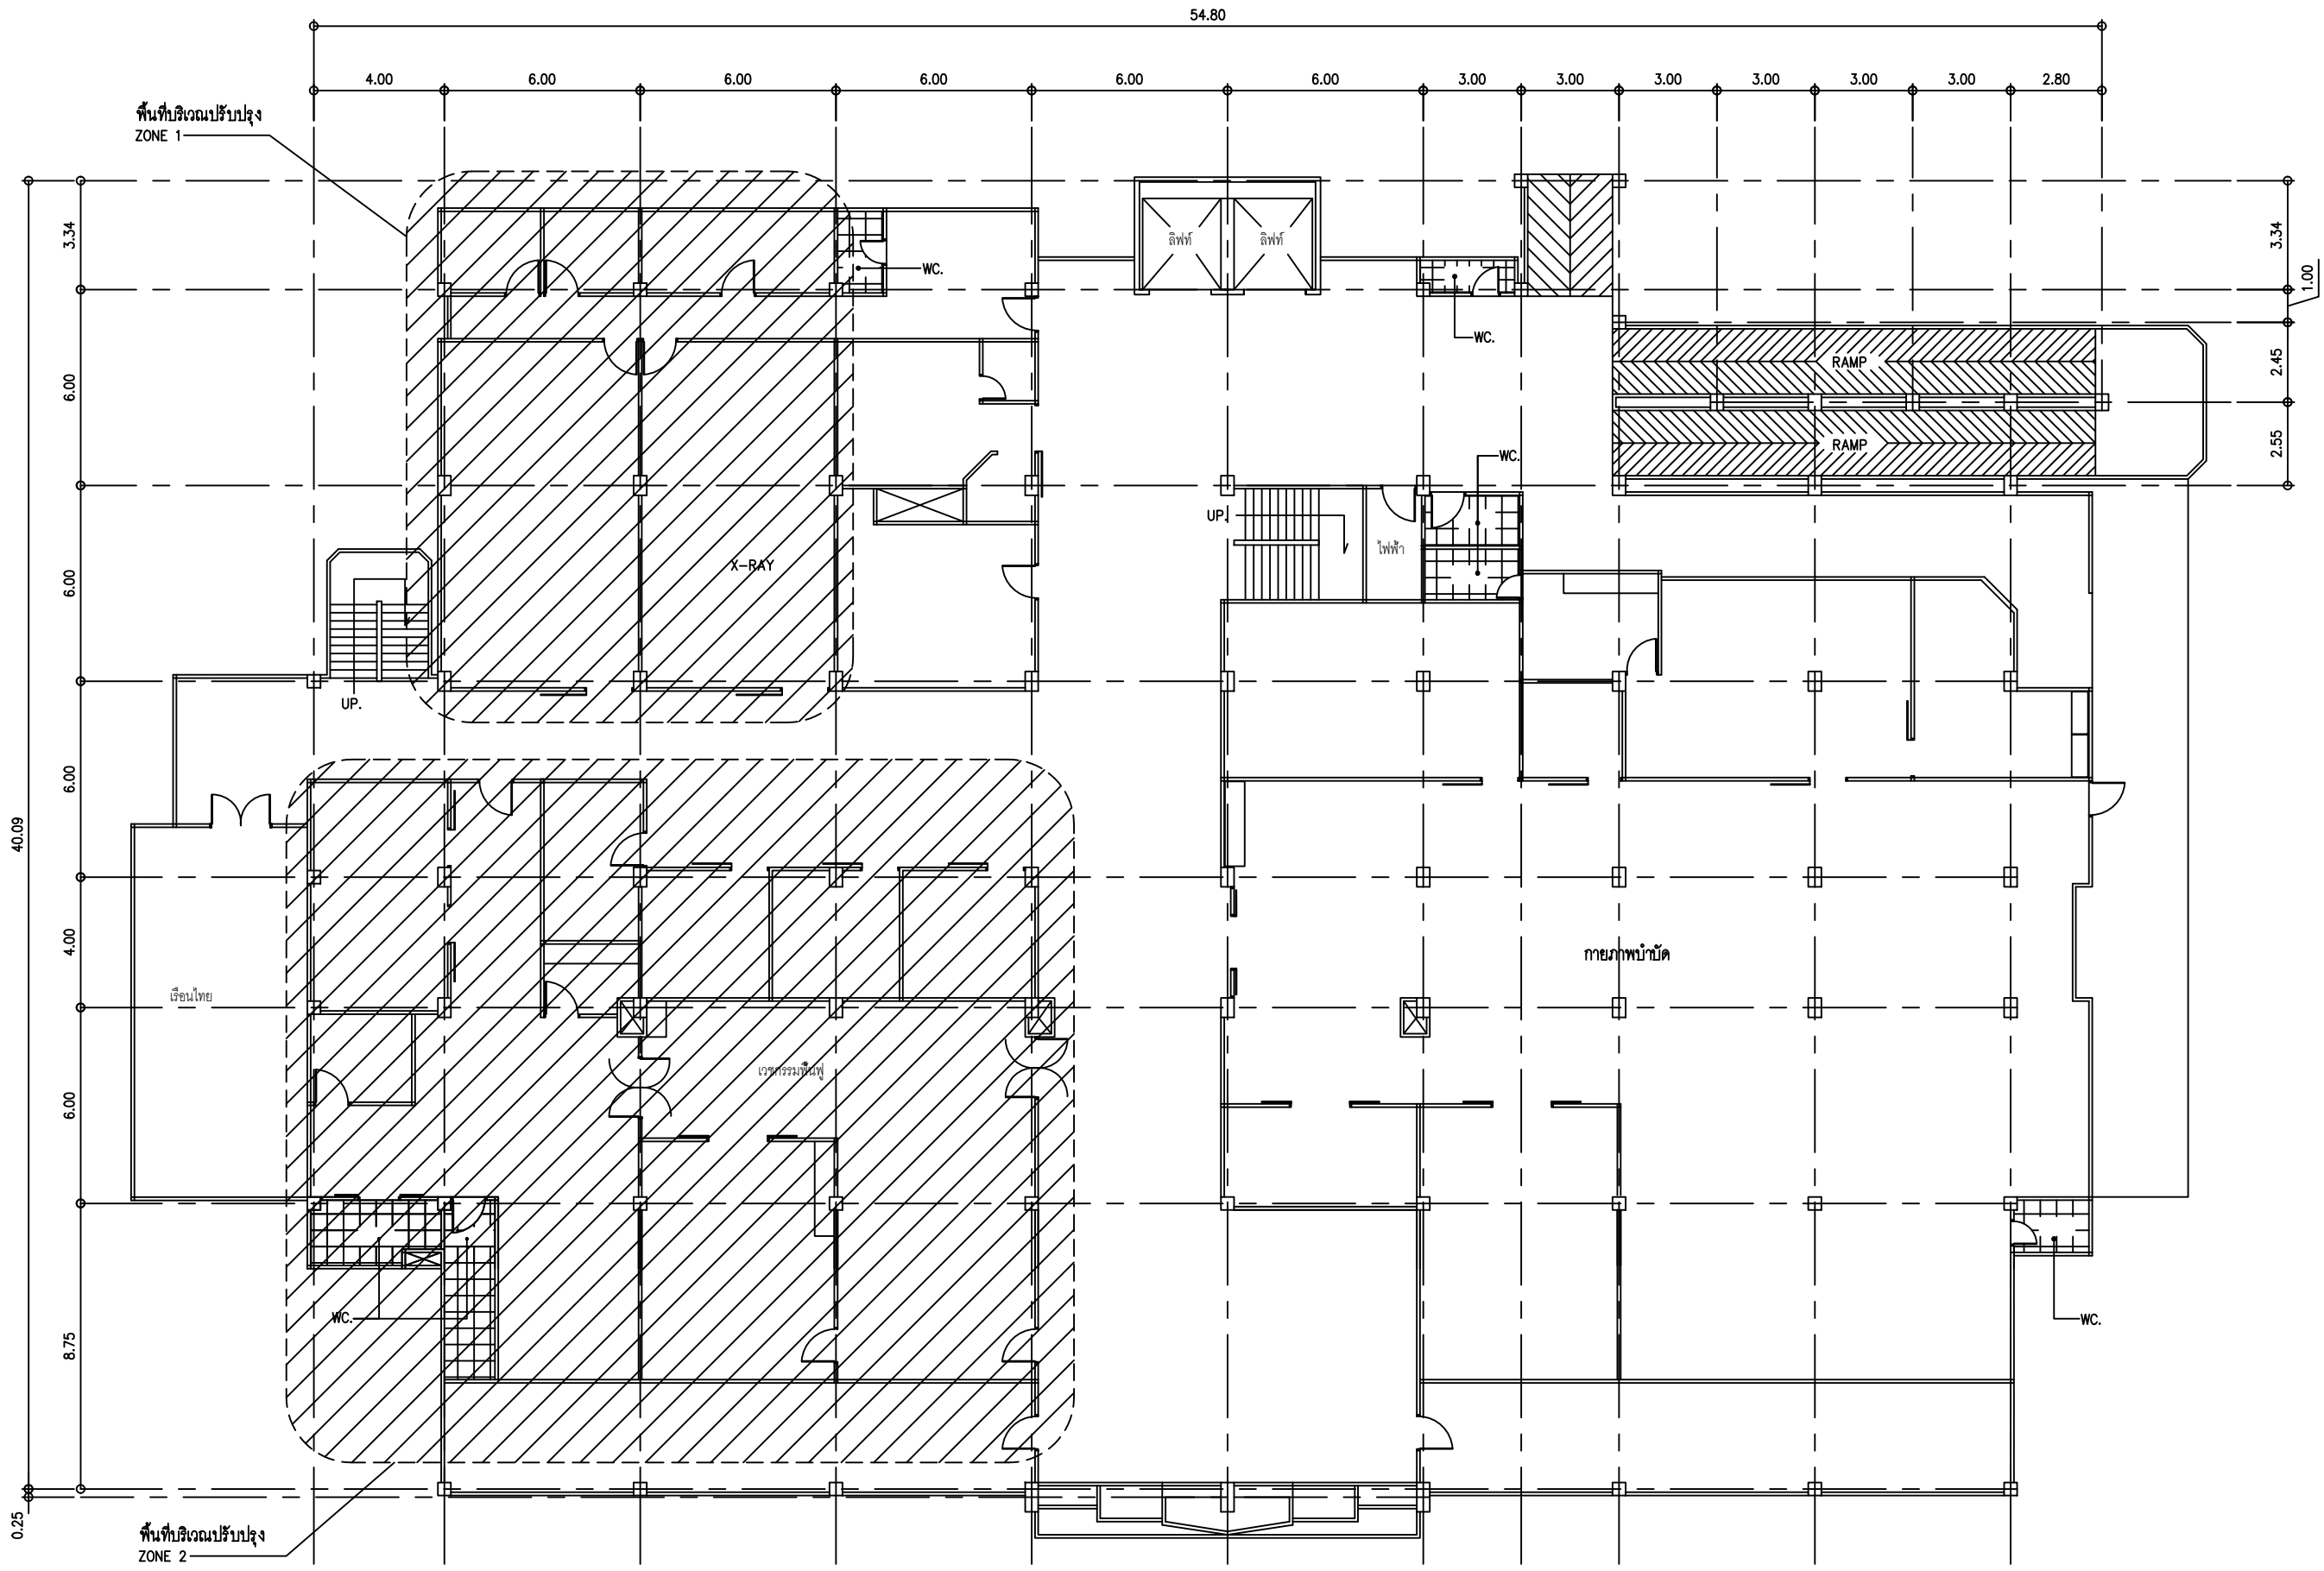 54.80
4.00 6.00 6.00 6.00 6.00 6.00 3.00 3.00 3.00 3.00 3.00 3.00 2.80
พื้นที่บริเวณปรับปรุง
ZONE 1
3.34
6.00
6.00
6.00
4.00
6.00
8.75
40.09
0.25
3.34
1.00
2.45
2.55
ลิฟท์ ลิฟท์
WC.
WC.
RAMP
RAMP
WC.
UP.
ไฟฟ้า
X-RAY
UP.
กายภาพบำบัด
เรือนไทย
เวชกรรมฟื้นฟู
WC.
WC.
พื้นที่บริเวณปรับปรุง
ZONE 2